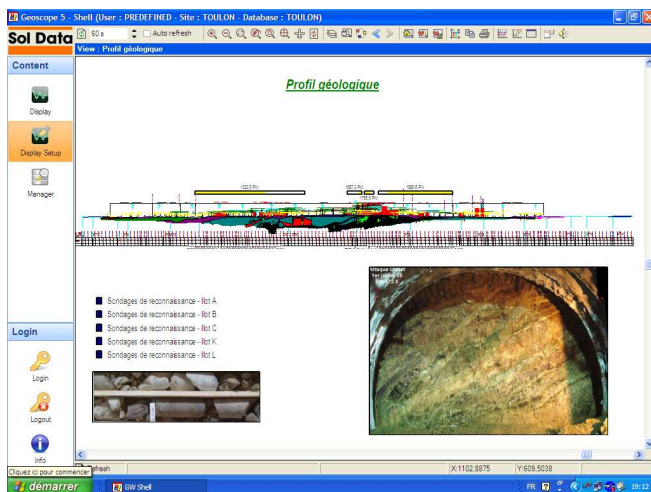 Geoscope 5 - Shell (User : PREDEFINED - Site : TOULON - Database : TOULON)
Sol Data
60 s
Auto refresh
View : Profil géologique
Content
Display
Display Setup
Manager
Profil géologique
Sondages de reconnaissance - Ilot A
Sondages de reconnaissance - Ilot B
Sondages de reconnaissance - Ilot C
Sondages de reconnaissance - Ilot K
Sondages de reconnaissance - Ilot L
Login
Login
Logout
Info
Cliquez ici pour commencer
Refresh
X:1102.8875
Y:609.5038
démarrer
GW Shell
FR
19:12